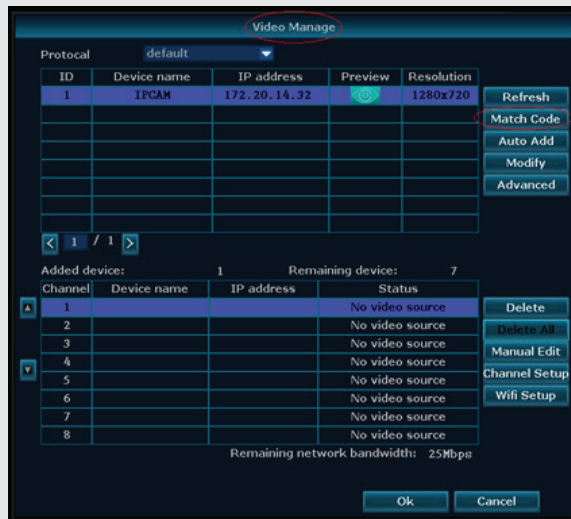 Video Manage
Protocal default
ID Device name IP address Preview Resolution
1 IPCAM 172.20.14.32 1280x720
Refresh
Match Code
Auto Add
Modify
Advanced
< 1 / 1 >
Added device: 1 Remaining device: 7
Channel Device name IP address Status
1 No video source
2 No video source
3 No video source
4 No video source
5 No video source
6 No video source
7 No video source
8 No video source
Delete
Delete All
Manual Edit
Channel Setup
Wifi Setup
Remaining network bandwidth: 25Mbps
Ok Cancel